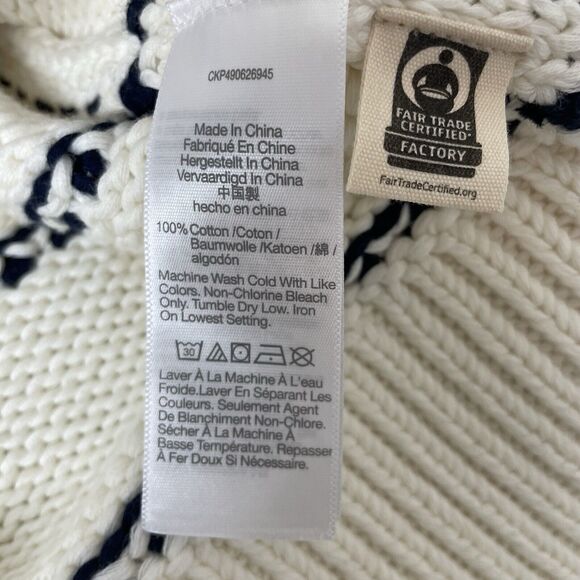 CKP490626945
Made In China
Fabriqué En Chine
Hergestellt In China
Vervaardigd In China
中国製
hecho en china
100% Cotton /Coton /
Baumwolle /Katoen /綿 /
algodón
Machine Wash Cold With Like
Colors. Non-Chlorine Bleach
Only. Tumble Dry Low. Iron
On Lowest Setting.
30
Laver À La Machine À L'eau
Froide.Laver En Séparant Les
Couleurs. Seulement Agent
De Blanchiment Non-Chlore.
Sécher À La Machine À
Basse Température. Repasser
À Fer Doux Si Nécessaire.
FAIR TRADE
CERTIFIED
FACTORY
FairTradeCertified.org